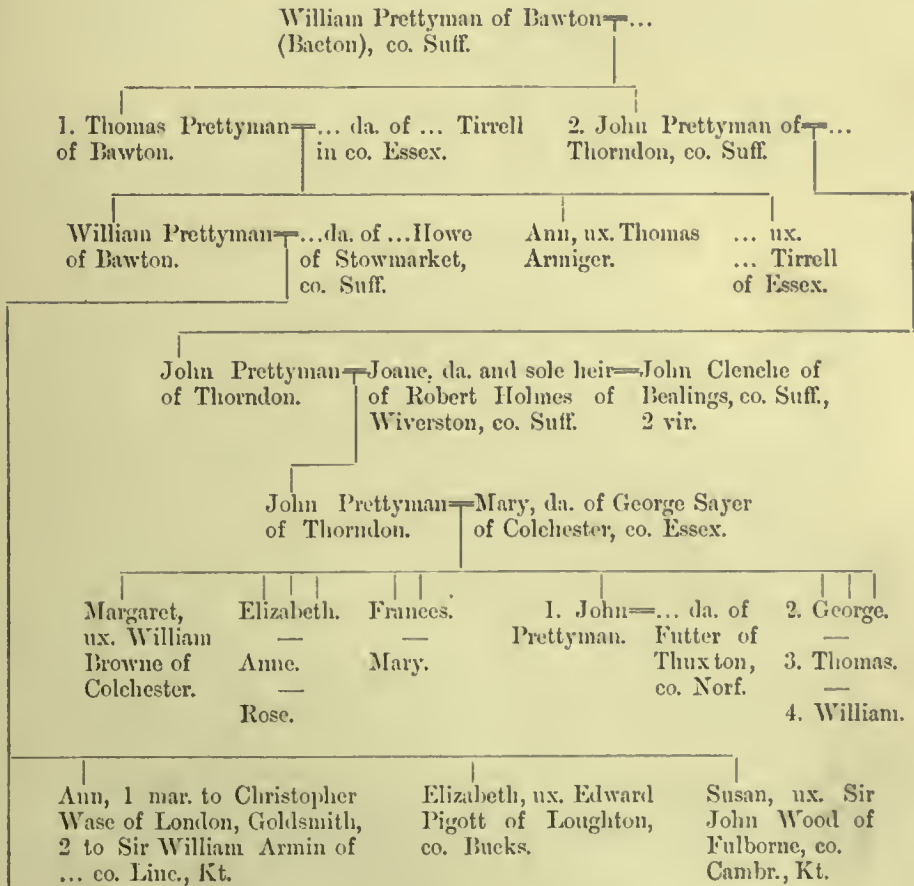 William Prettyman of Bawton=...
(Bacton), co. Suff.
1. Thomas Prettyman=... da. of ... Tirrell
of Bawton. in co. Essex.
2. John Prettyman of=...
Thorndon, co. Suff.
William Prettyman=...da. of ...Howe
of Bawton. of Stowmarket,
co. Suff.
Ann, ux. Thomas
Armiger.
... ux.
... Tirrell
of Essex.
John Prettyman=Joane, da. and sole heir=John Clenche of
of Thorndon. of Robert Holmes of Bealings, co. Suff.,
Wiverston, co. Suff. 2 vir.
John Prettyman=Mary, da. of George Sayer
of Thorndon. of Colchester, co. Essex.
Margaret,
ux. William
Browne of
Colchester.
Elizabeth.
—
Anne.
—
Rose.
Frances.
—
Mary.
1. John=... da. of
Prettyman. Futter of
Thuxton,
co. Norf.
2. George.
—
3. Thomas.
—
4. William.
Ann, 1 mar. to Christopher
Wase of London, Goldsmith,
2 to Sir William Armin of
... co. Linc., Kt.
Elizabeth, ux. Edward
Pigott of Loughton,
co. Bucks.
Susan, ux. Sir
John Wood of
Fulborne, co.
Cambr., Kt.